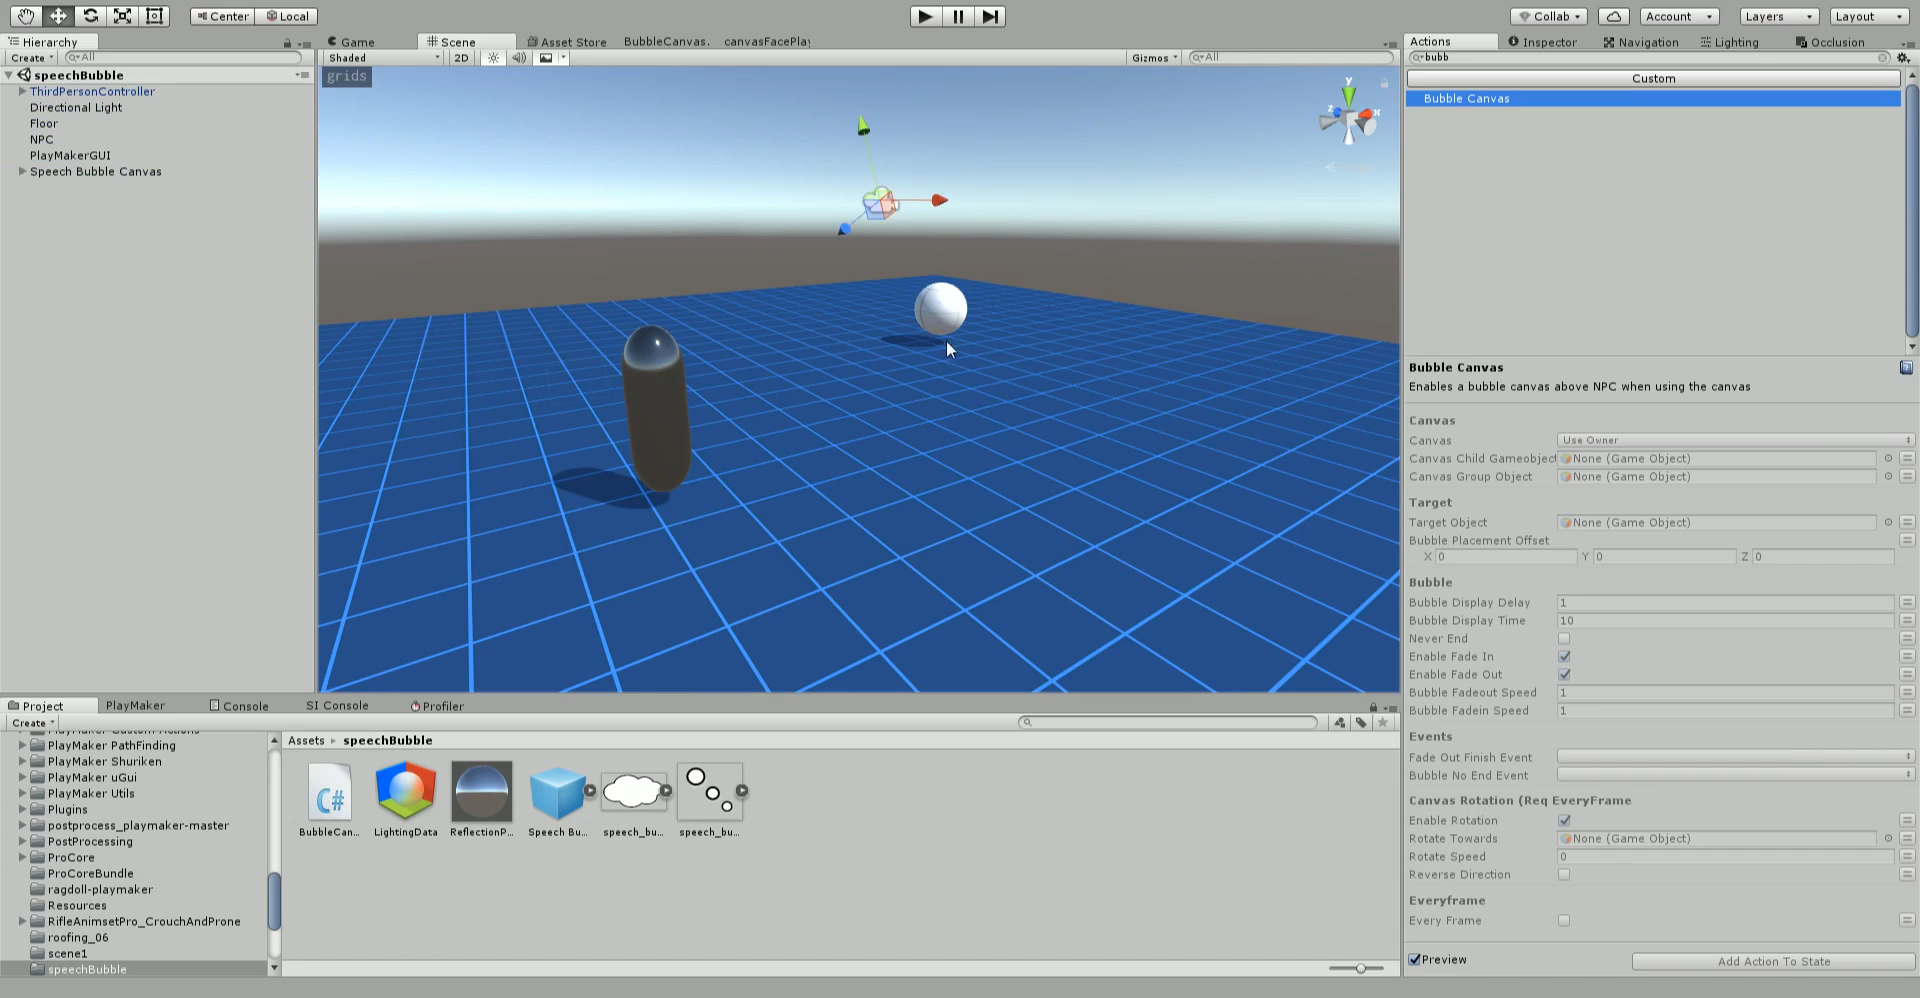 Center
Local
Collab
Account
Layers
Layout
Hierarchy
Game
Scene
Asset Store
BubbleCanvas.
canvasFacePlay
Actions
Inspector
Navigation
Lighting
Occlusion
Create
All
Shaded
2D
Gizmos
All
bubb
speechBubble
grids
y
z
x
Custom
ThirdPersonController
Directional Light
Floor
NPC
PlayMakerGUI
Speech Bubble Canvas
Bubble Canvas
Bubble Canvas
Enables a bubble canvas above NPC when using the canvas
Canvas
Canvas Use Owner
Canvas Child Gameobject None (Game Object)
Canvas Group Object None (Game Object)
Target
Target Object None (Game Object)
Bubble Placement Offset
X 0 Y 0 Z 0
Bubble
Bubble Display Delay 1
Bubble Display Time 10
Never End
Enable Fade In
Enable Fade Out
Bubble Fadeout Speed 1
Bubble Fadein Speed 1
Events
Fade Out Finish Event
Bubble No End Event
Canvas Rotation (Req EveryFrame
Enable Rotation
Rotate Towards None (Game Object)
Rotate Speed 0
Reverse Direction
Everyframe
Every Frame
Preview
Add Action To State
Project
PlayMaker
Console
SI Console
Profiler
Create
PlayMaker Custom Actions
PlayMaker PathFinding
PlayMaker Shuriken
PlayMaker uGui
PlayMaker Utils
Plugins
postprocess_playmaker-master
PostProcessing
ProCore
ProCoreBundle
ragdoll-playmaker
Resources
RifleAnimsetPro_CrouchAndProne
roofing_06
scene1
speechBubble
Assets speechBubble
C#
BubbleCan...
LightingData
ReflectionP...
Speech Bu...
speech_bu...
speech_bu...